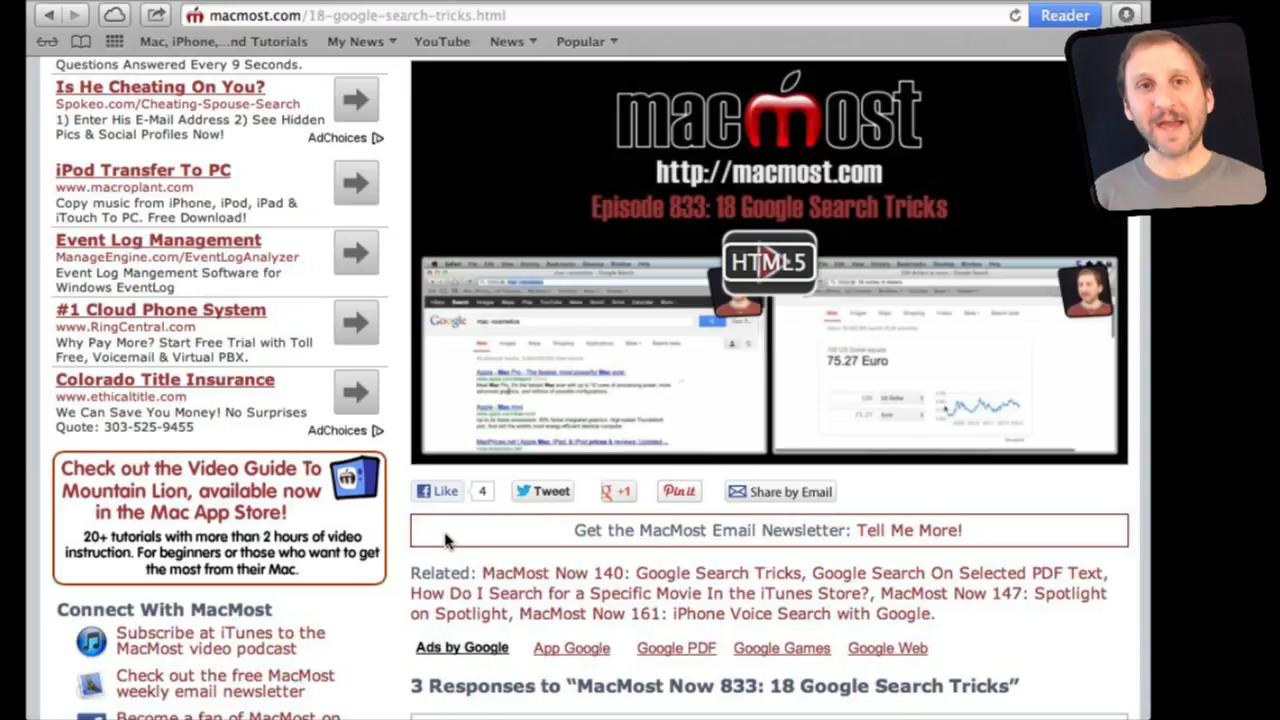 macmost.com/18-google-search-tricks.html
Reader
Mac, iPhone,...nd Tutorials
My News
YouTube
News
Popular
Questions Answered Every 9 Seconds.
Is He Cheating On You?
Spokeo.com/Cheating-Spouse-Search
1) Enter His E-Mail Address 2) See Hidden
Pics & Social Profiles Now!
AdChoices
iPod Transfer To PC
www.macroplant.com
Copy music from iPhone, iPod, iPad &
iTouch To PC. Free Download!
Event Log Management
ManageEngine.com/EventLogAnalyzer
Event Log Mangement Software for
Windows EventLog
#1 Cloud Phone System
www.RingCentral.com
Why Pay More? Start Free Trial with Toll
Free, Voicemail & Virtual PBX.
Colorado Title Insurance
www.ethicaltitle.com
We Can Save You Money! No Surprises
Quote: 303-525-9455
AdChoices
Check out the Video Guide To
Mountain Lion, available now
in the Mac App Store!
20+ tutorials with more than 2 hours of video
instruction. For beginners or those who want to get
the most from their Mac.
Connect With MacMost
Subscribe at iTunes to the
MacMost video podcast
Check out the free MacMost
weekly email newsletter
Become a fan of MacMost on
macmost
http://macmost.com
Episode 833: 18 Google Search Tricks
HTML5
Google
mac -cosmetics
75.27 Euro
Like
4
Tweet
+1
Pin it
Share by Email
Get the MacMost Email Newsletter: Tell Me More!
Related: MacMost Now 140: Google Search Tricks, Google Search On Selected PDF Text,
How Do I Search for a Specific Movie In the iTunes Store?, MacMost Now 147: Spotlight
on Spotlight, MacMost Now 161: iPhone Voice Search with Google.
Ads by Google
App Google
Google PDF
Google Games
Google Web
3 Responses to “MacMost Now 833: 18 Google Search Tricks”